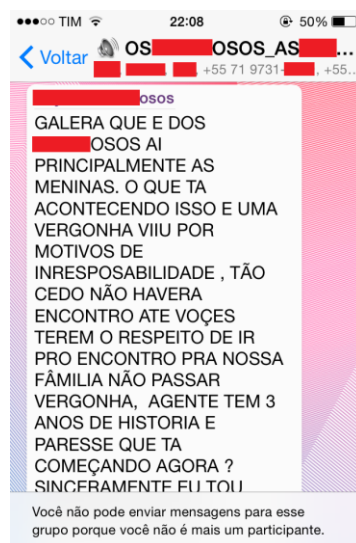 TIM 22:08 50%
Voltar OS OSOS_AS ...
+55 71 9731- , +55..
osos
GALERA QUE E DOS
OSOS AI
PRINCIPALMENTE AS
MENINAS. O QUE TA
ACONTECENDO ISSO E UMA
VERGONHA VIIU POR
MOTIVOS DE
INRESPOSABILIDADE , TÃO
CEDO NÃO HAVERA
ENCONTRO ATE VOÇES
TEREM O RESPEITO DE IR
PRO ENCONTRO PRA NOSSA
FÂMILIA NÃO PASSAR
VERGONHA, AGENTE TEM 3
ANOS DE HISTORIA E
PARESSE QUE TA
COMEÇANDO AGORA ?
SINCERAMENTE EU TOU
Você não pode enviar mensagens para esse
grupo porque você não é mais um participante.